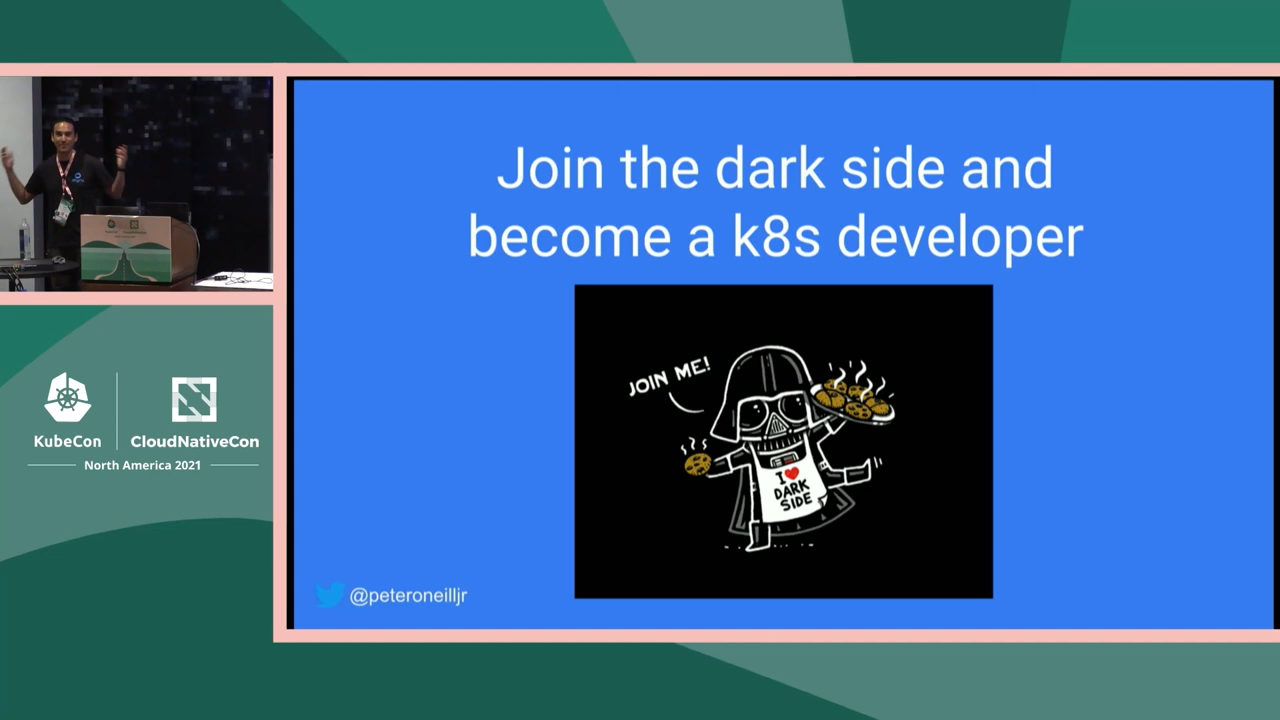 Join the dark side and
become a k8s developer
JOIN ME!
I
DARK
SIDE
@peteroneilljr
KubeCon
CloudNativeCon
North America 2021